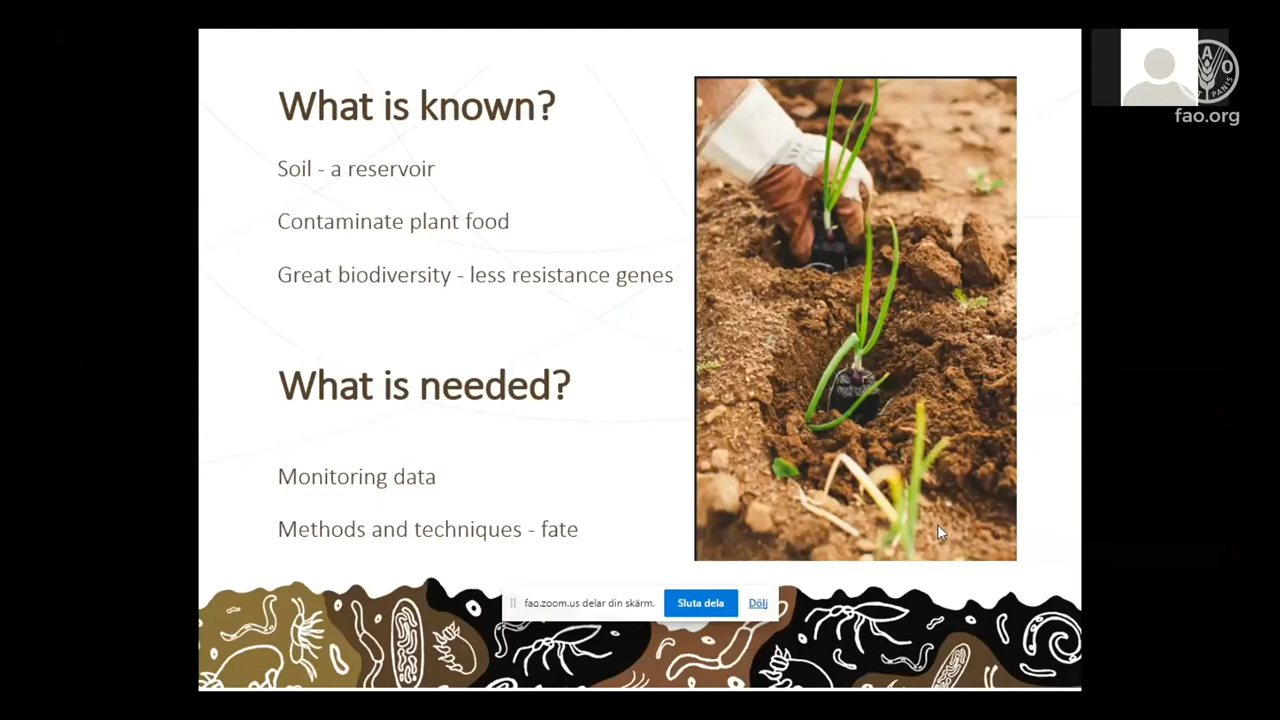 What is known?
Soil - a reservoir
Contaminate plant food
Great biodiversity - less resistance genes
What is needed?
Monitoring data
Methods and techniques - fate
fao.zoom.us delar din skärm.
Sluta dela
Dölj
fao.org